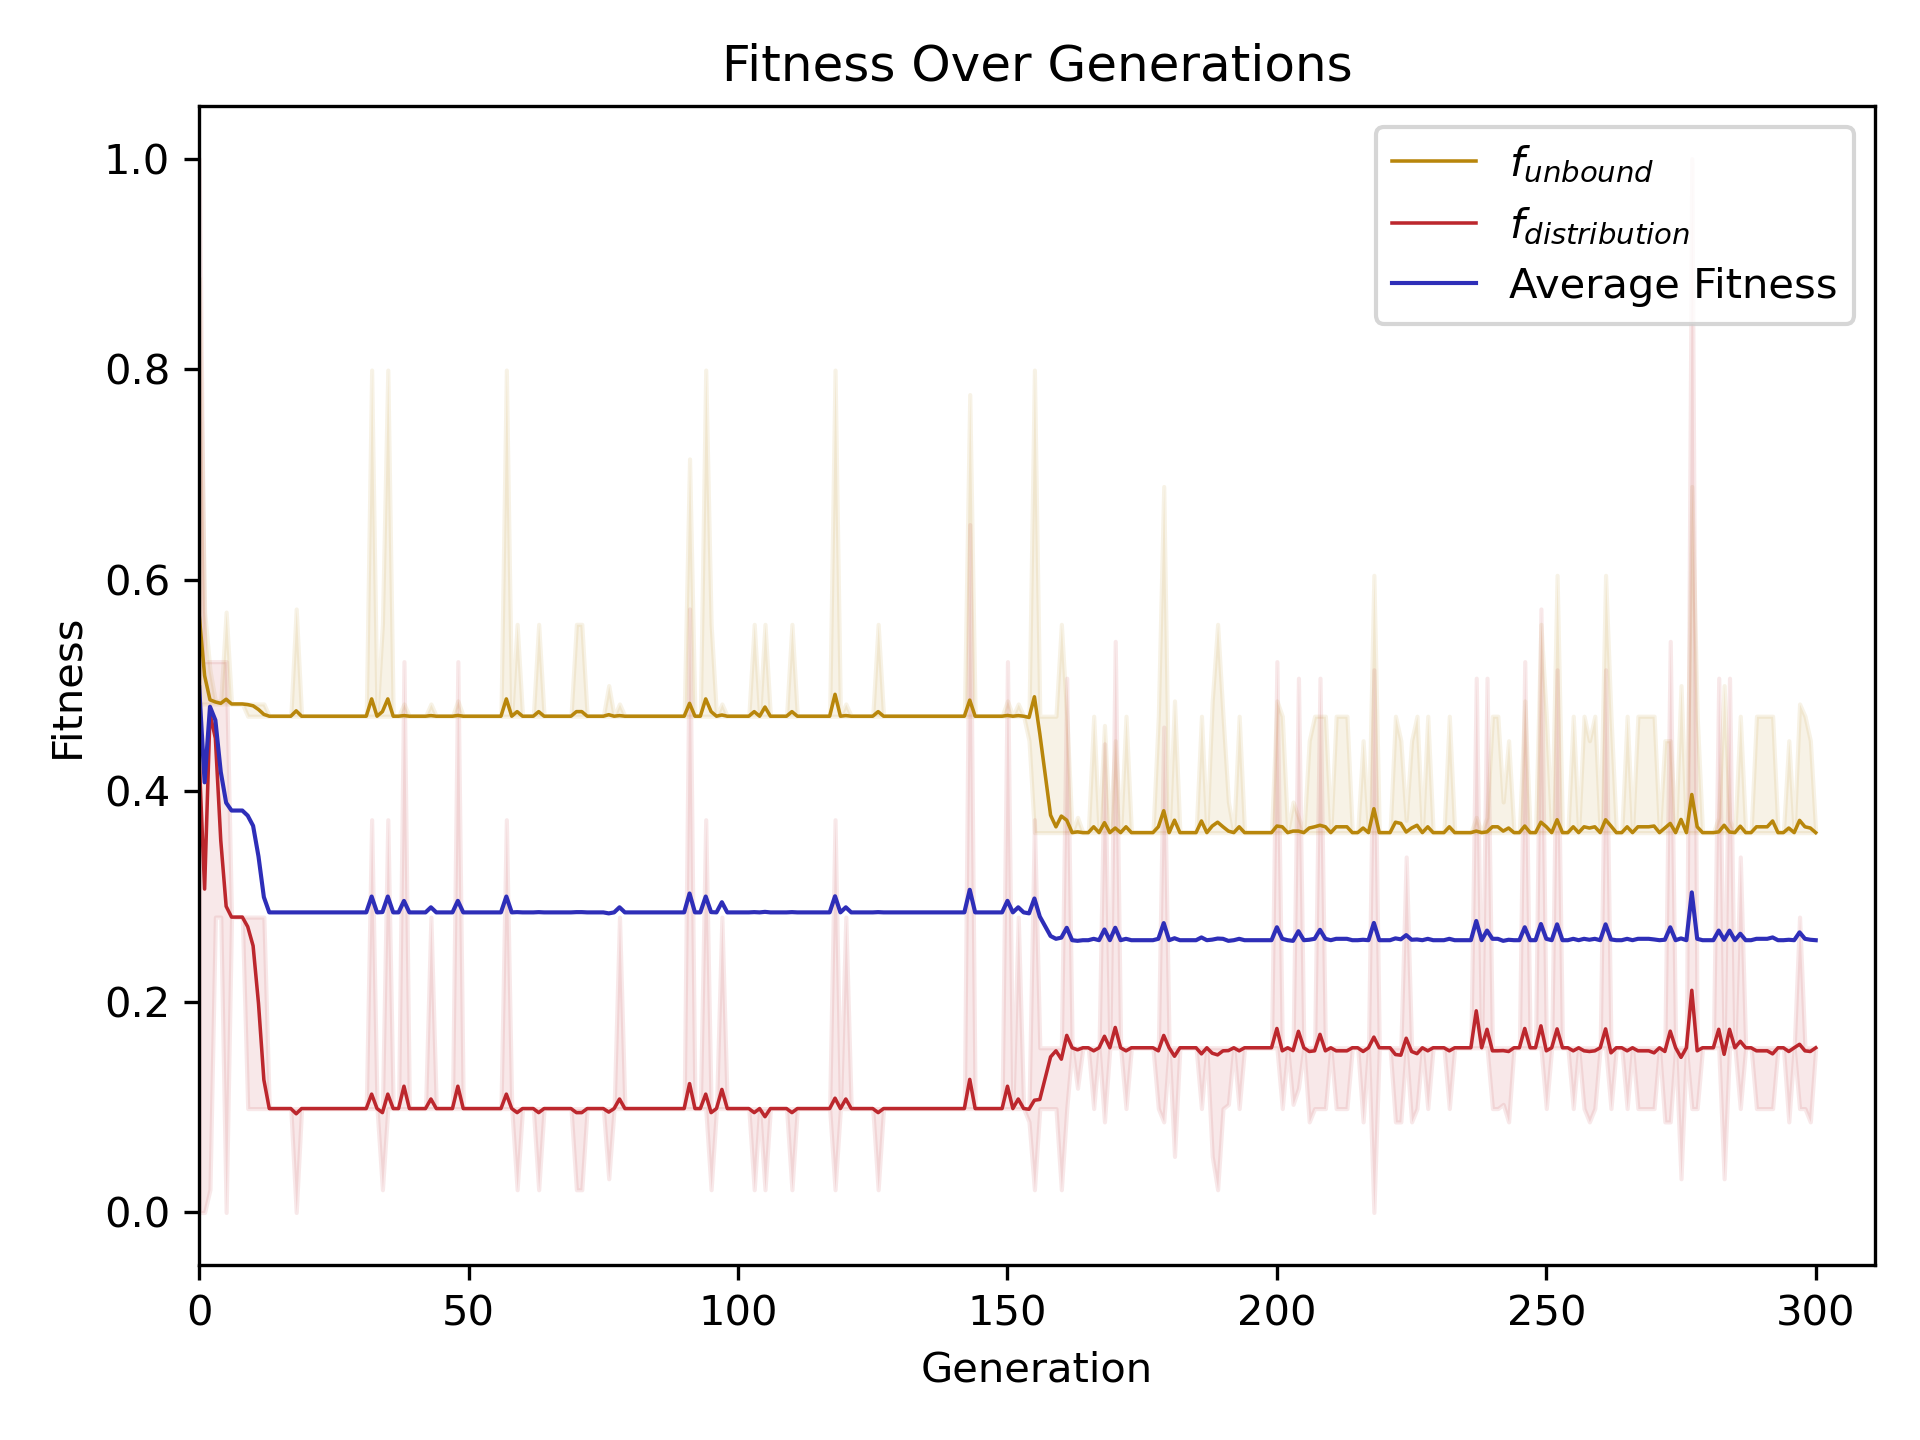 Fitness Over Generations
f_unbound
f_distribution
Average Fitness
1.0
0.8
0.6
0.4
0.2
0.0
Fitness
0 50 100 150 200 250 300
Generation